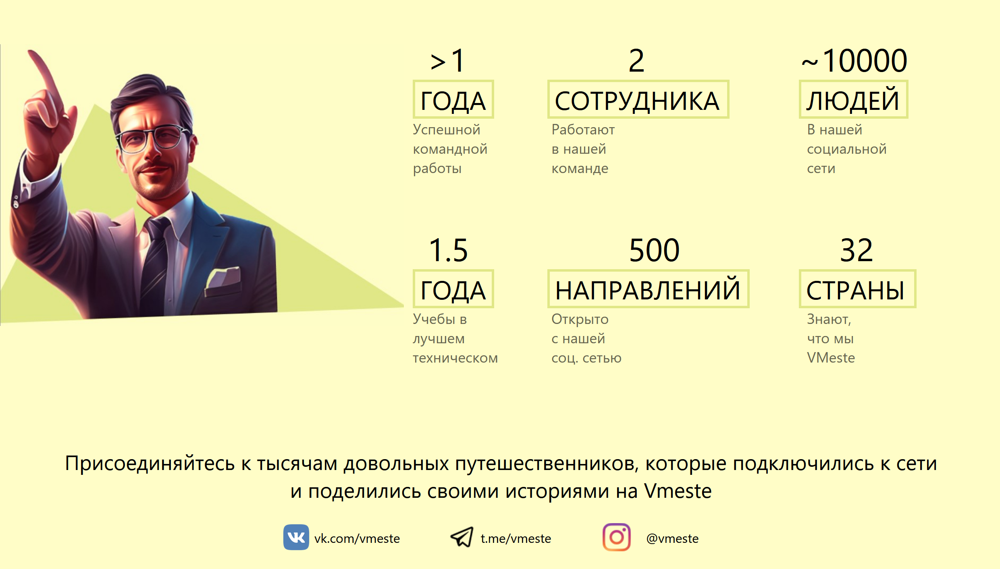 >1
ГОДА
Успешной
командной
работы
2
СОТРУДНИКА
Работают
в нашей
команде
~10000
ЛЮДЕЙ
В нашей
социальной
сети
1.5
ГОДА
Учебы в
лучшем
техническом
500
НАПРАВЛЕНИЙ
Открыто
с нашей
соц. сетью
32
СТРАНЫ
Знают,
что мы
VMeste
Присоединяйтесь к тысячам довольных путешественников, которые подключились к сети
и поделились своими историями на Vmeste
vk.com/vmeste
t.me/vmeste
@vmeste